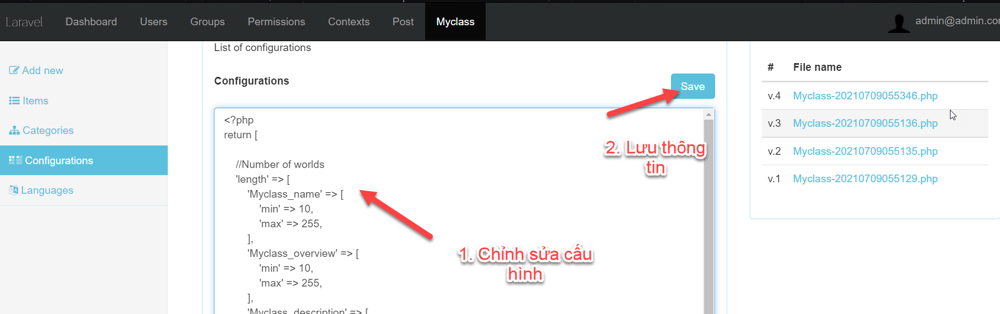 Laravel Dashboard Users Groups Permissions Contexts Post Myclass
Add new
Items
Categories
Configurations
Languages
List of configurations
Configurations
Save
<?php
return [
//Number of worlds
'length' => [
'Myclass_name' => [
'min' => 10,
'max' => 255,
],
'Myclass_overview' => [
'min' => 10,
'max' => 255,
],
'Myclass_description' => [
2. Lưu thông
tin
1. Chỉnh sửa cấu
hình
# File name
v.4 Myclass-20210709055346.php
v.3 Myclass-20210709055136.php
v.2 Myclass-20210709055135.php
v.1 Myclass-20210709055129.php